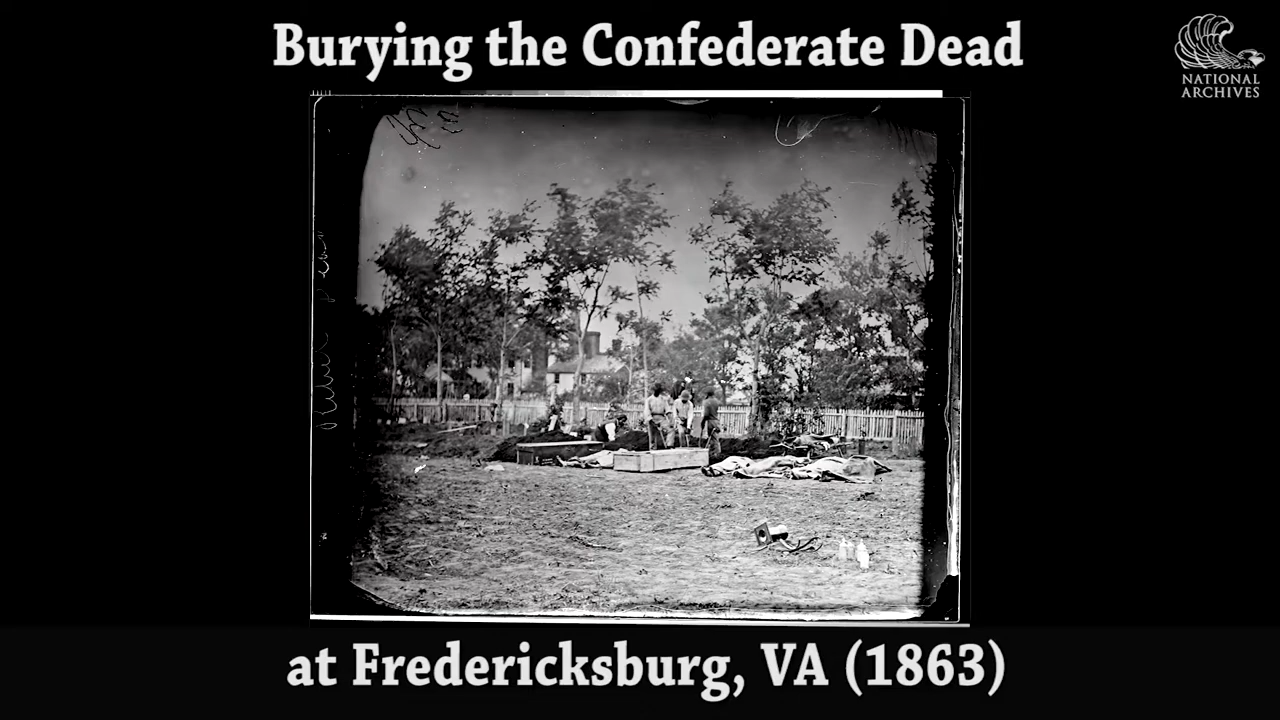 Burying the Confederate Dead
NATIONAL
ARCHIVES
at Fredericksburg, VA (1863)